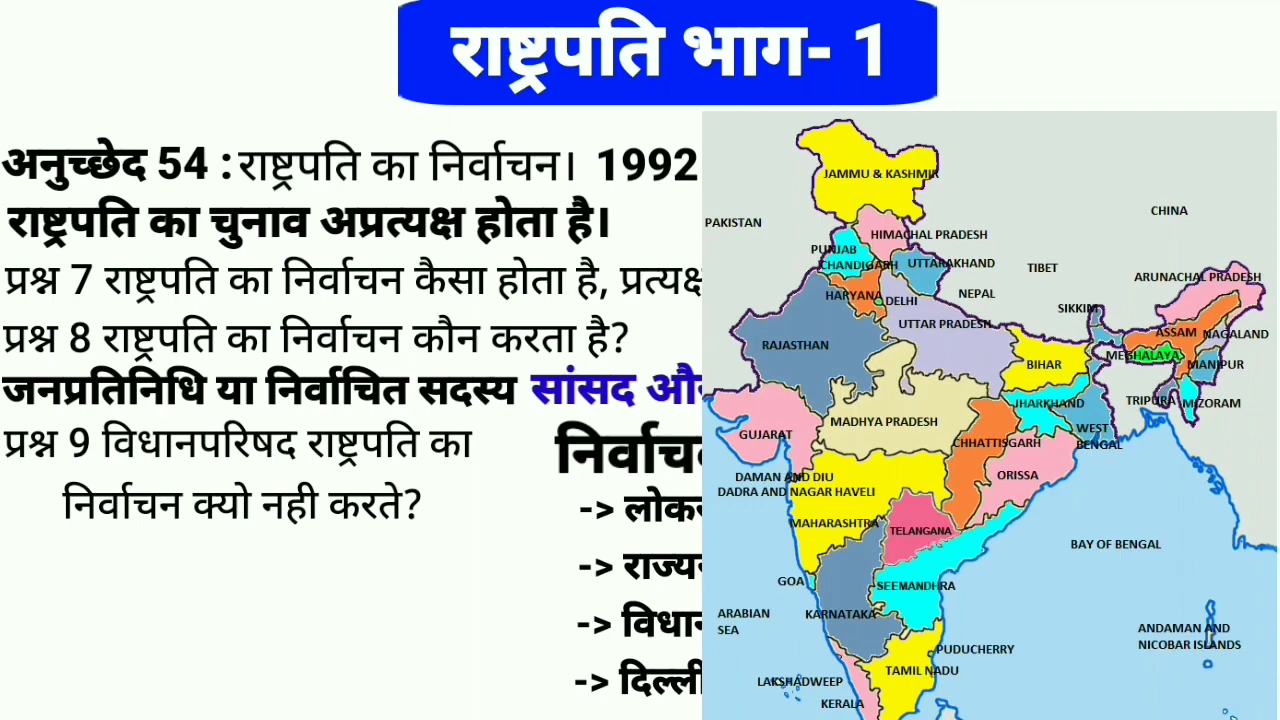 राष्ट्रपति भाग- 1
अनुच्छेद 54 : राष्ट्रपति का निर्वाचन। 1992
राष्ट्रपति का चुनाव अप्रत्यक्ष होता है।
प्रश्न 7 राष्ट्रपति का निर्वाचन कैसा होता है, प्रत्यक्ष
प्रश्न 8 राष्ट्रपति का निर्वाचन कौन करता है?
जनप्रतिनिधि या निर्वाचित सदस्य सांसद
प्रश्न 9 विधानपरिषद राष्ट्रपति का
निर्वाचन क्यो नही करते?
->
->
->
-> दिल्ली
JAMMU & KASHMIR
PAKISTAN
CHINA
HIMACHAL PRADESH
PUNJAB
CHANDIGARH
UTTARAKHAND
TIBET
ARUNACHAL PRADESH
HARYANA
DELHI
NEPAL
SIKKIM
UTTAR PRADESH
ASSAM
NAGALAND
RAJASTHAN
BIHAR
MEGHALAYA
MANIPUR
JHARKHAND
TRIPURA
MIZORAM
MADHYA PRADESH
WEST
BENGAL
GUJARAT
CHHATTISGARH
ORISSA
DAMAN AND DIU
DADRA AND NAGAR HAVELI
MAHARASHTRA
TELANGANA
BAY OF BENGAL
GOA
SEEMANDHRA
ARABIAN
SEA
KARNATAKA
ANDAMAN AND
NICOBAR ISLANDS
PUDUCHERRY
TAMIL NADU
LAKSHADWEEP
KERALA